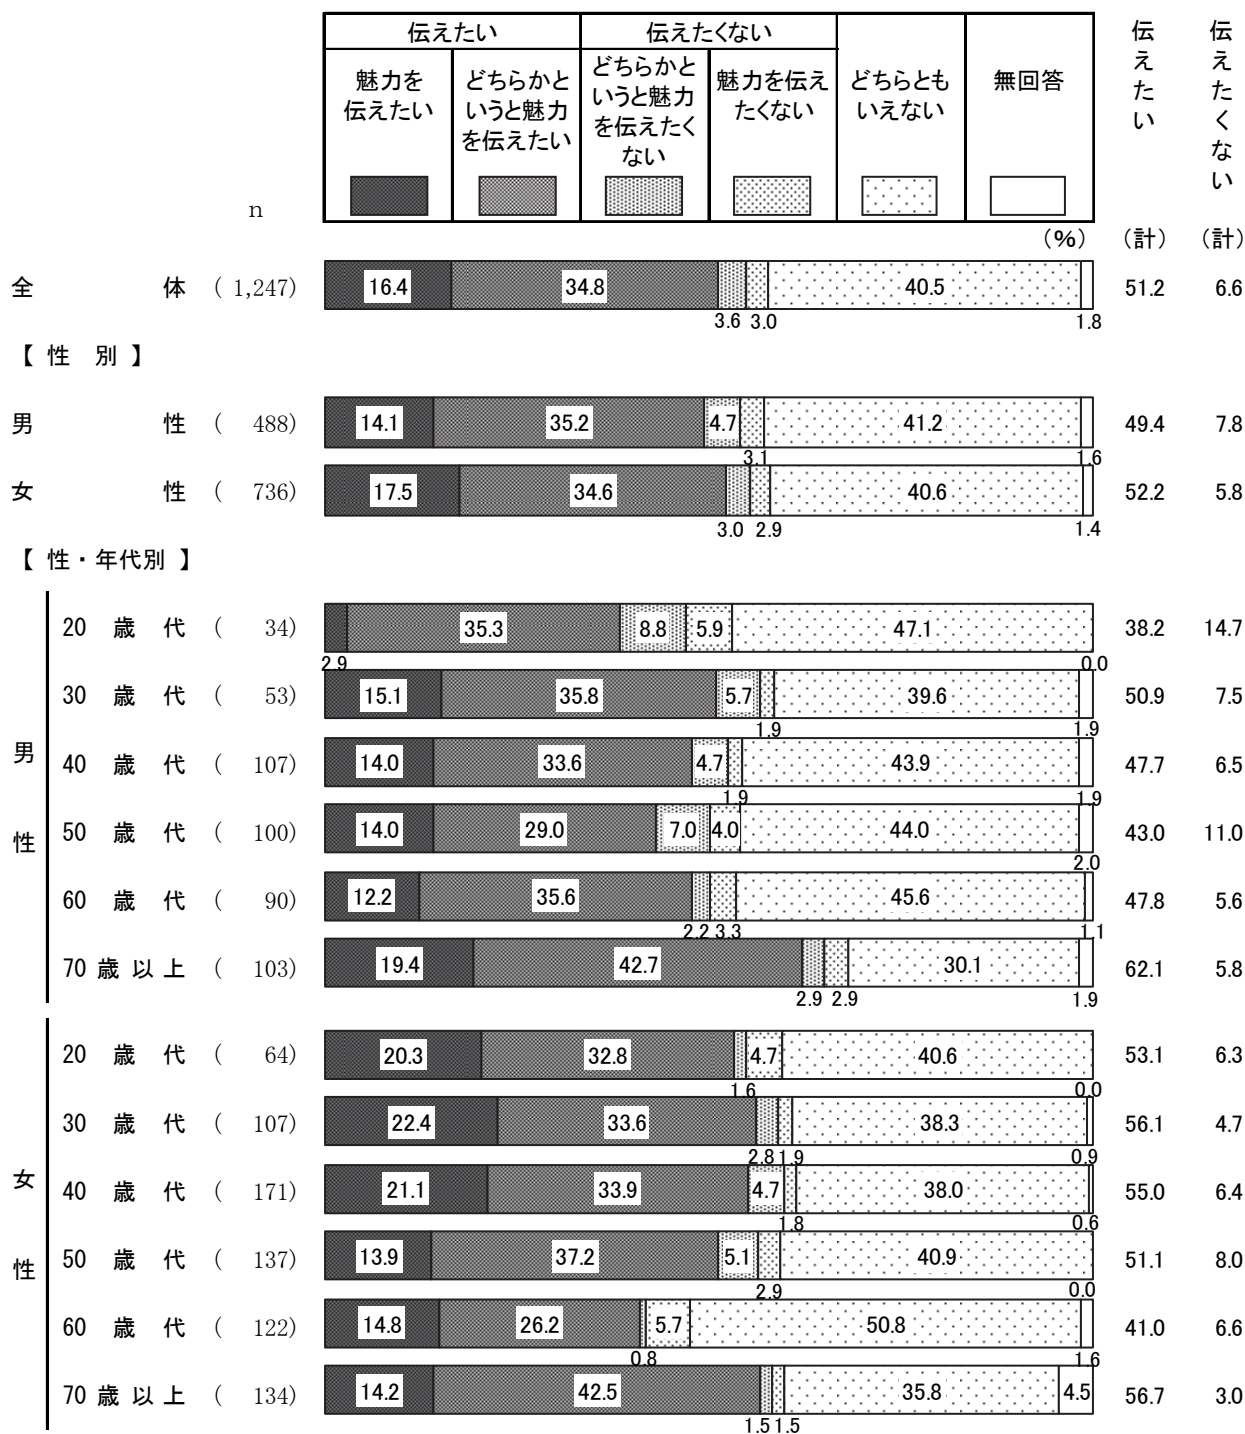 伝えたい 伝えたくない
魅力を伝えたい どちらかというと魅力を伝えたい どちらかというと魅力を伝えたくない 魅力を伝えたくない どちらともいえない 無回答 伝えたい 伝えたくない
n
(%) (計) (計)
全体 ( 1,247) 16.4 34.8 40.5 51.2 6.6
3.6 3.0 1.8
【 性 別 】
男性 ( 488) 14.1 35.2 4.7 41.2 49.4 7.8
3.1 1.6
女性 ( 736) 17.5 34.6 40.6 52.2 5.8
3.0 2.9 1.4
【 性・年代別 】
男性
20 歳 代 ( 34) 35.3 8.8 5.9 47.1 38.2 14.7
2.9 0.0
30 歳 代 ( 53) 15.1 35.8 5.7 39.6 50.9 7.5
1.9 1.9
40 歳 代 ( 107) 14.0 33.6 4.7 43.9 47.7 6.5
1.9 1.9
50 歳 代 ( 100) 14.0 29.0 7.0 4.0 44.0 43.0 11.0
2.0
60 歳 代 ( 90) 12.2 35.6 45.6 47.8 5.6
2.2 3.3 1.1
70 歳 以 上 ( 103) 19.4 42.7 30.1 62.1 5.8
2.9 2.9 1.9
女性
20 歳 代 ( 64) 20.3 32.8 4.7 40.6 53.1 6.3
1.6 0.0
30 歳 代 ( 107) 22.4 33.6 38.3 56.1 4.7
2.8 1.9 0.9
40 歳 代 ( 171) 21.1 33.9 4.7 38.0 55.0 6.4
1.8 0.6
50 歳 代 ( 137) 13.9 37.2 5.1 40.9 51.1 8.0
2.9 0.0
60 歳 代 ( 122) 14.8 26.2 5.7 50.8 41.0 6.6
0.8 1.6
70 歳 以 上 ( 134) 14.2 42.5 35.8 4.5 56.7 3.0
1.5 1.5